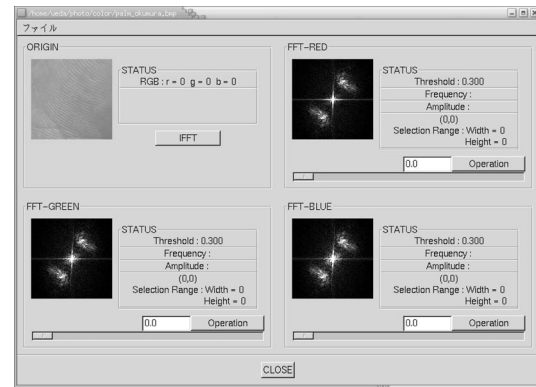 /home/ueda/photo/color/palm_okumura.bmp
ファイル
ORIGIN
STATUS
RGB : r = 0 g = 0 b = 0
IFFT
FFT-RED
STATUS
Threshold : 0.300
Frequency :
Amplitude :
(0,0)
Selection Range : Width = 0
Height = 0
0.0 Operation
FFT-GREEN
STATUS
Threshold : 0.300
Frequency :
Amplitude :
(0,0)
Selection Range : Width = 0
Height = 0
0.0 Operation
FFT-BLUE
STATUS
Threshold : 0.300
Frequency :
Amplitude :
(0,0)
Selection Range : Width = 0
Height = 0
0.0 Operation
CLOSE